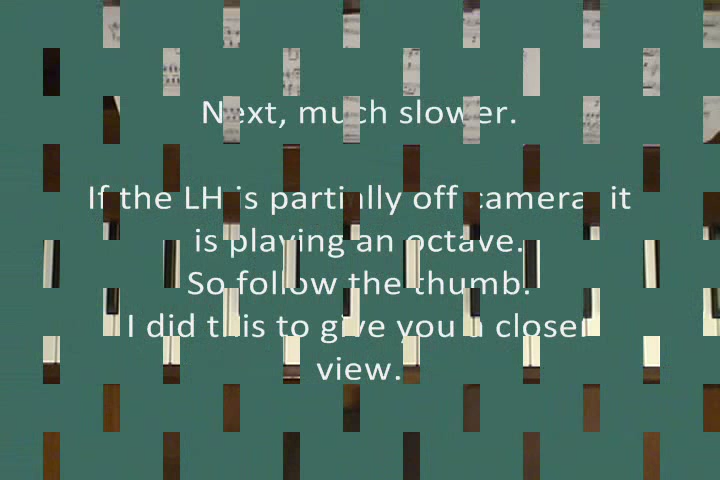 Next, much slower.
If the LH is partially off camera, it
is playing an octave.
So follow the thumb.
I did this to give you a closer
view.